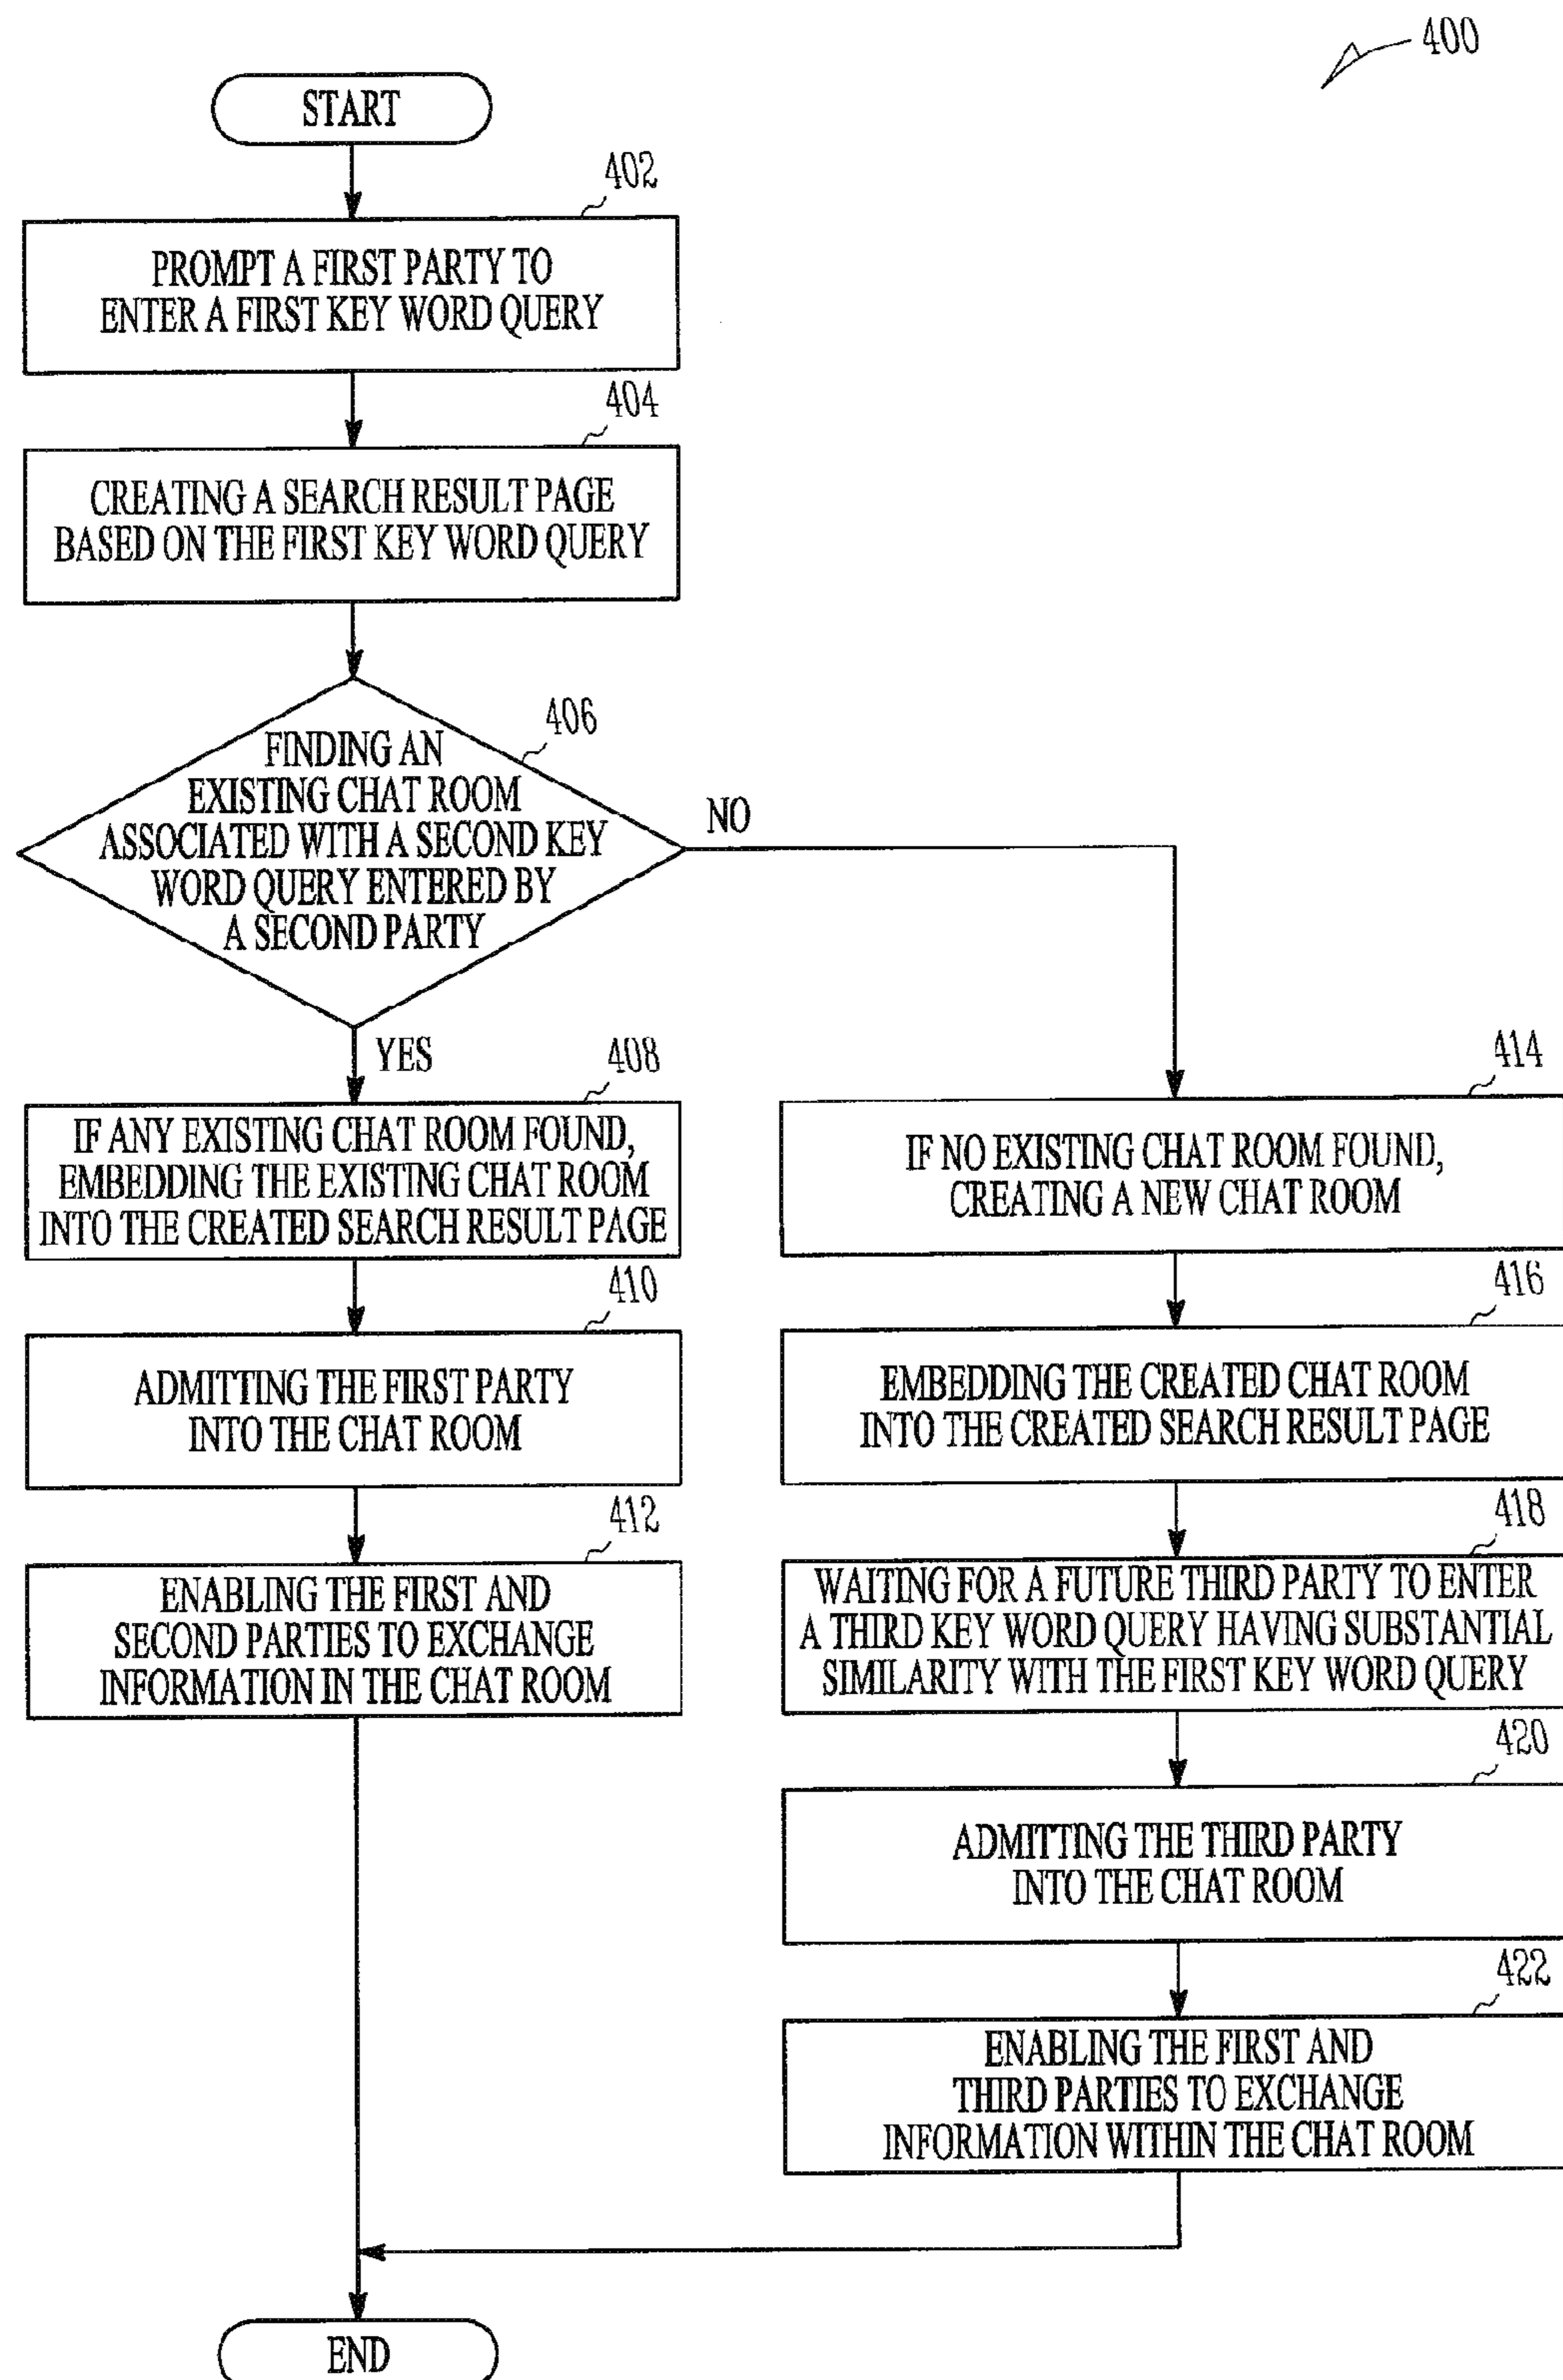 400
START
402
PROMPT A FIRST PARTY TO
ENTER A FIRST KEY WORD QUERY
404
CREATING A SEARCH RESULT PAGE
BASED ON THE FIRST KEY WORD QUERY
406
FINDING AN
EXISTING CHAT ROOM
ASSOCIATED WITH A SECOND KEY
WORD QUERY ENTERED BY
A SECOND PARTY
NO
YES
408
IF ANY EXISTING CHAT ROOM FOUND,
EMBEDDING THE EXISTING CHAT ROOM
INTO THE CREATED SEARCH RESULT PAGE
410
ADMITTING THE FIRST PARTY
INTO THE CHAT ROOM
412
ENABLING THE FIRST AND
SECOND PARTIES TO EXCHANGE
INFORMATION IN THE CHAT ROOM
414
IF NO EXISTING CHAT ROOM FOUND,
CREATING A NEW CHAT ROOM
416
EMBEDDING THE CREATED CHAT ROOM
INTO THE CREATED SEARCH RESULT PAGE
418
WAITING FOR A FUTURE THIRD PARTY TO ENTER
A THIRD KEY WORD QUERY HAVING SUBSTANTIAL
SIMILARITY WITH THE FIRST KEY WORD QUERY
420
ADMITTING THE THIRD PARTY
INTO THE CHAT ROOM
422
ENABLING THE FIRST AND
THIRD PARTIES TO EXCHANGE
INFORMATION WITHIN THE CHAT ROOM
END